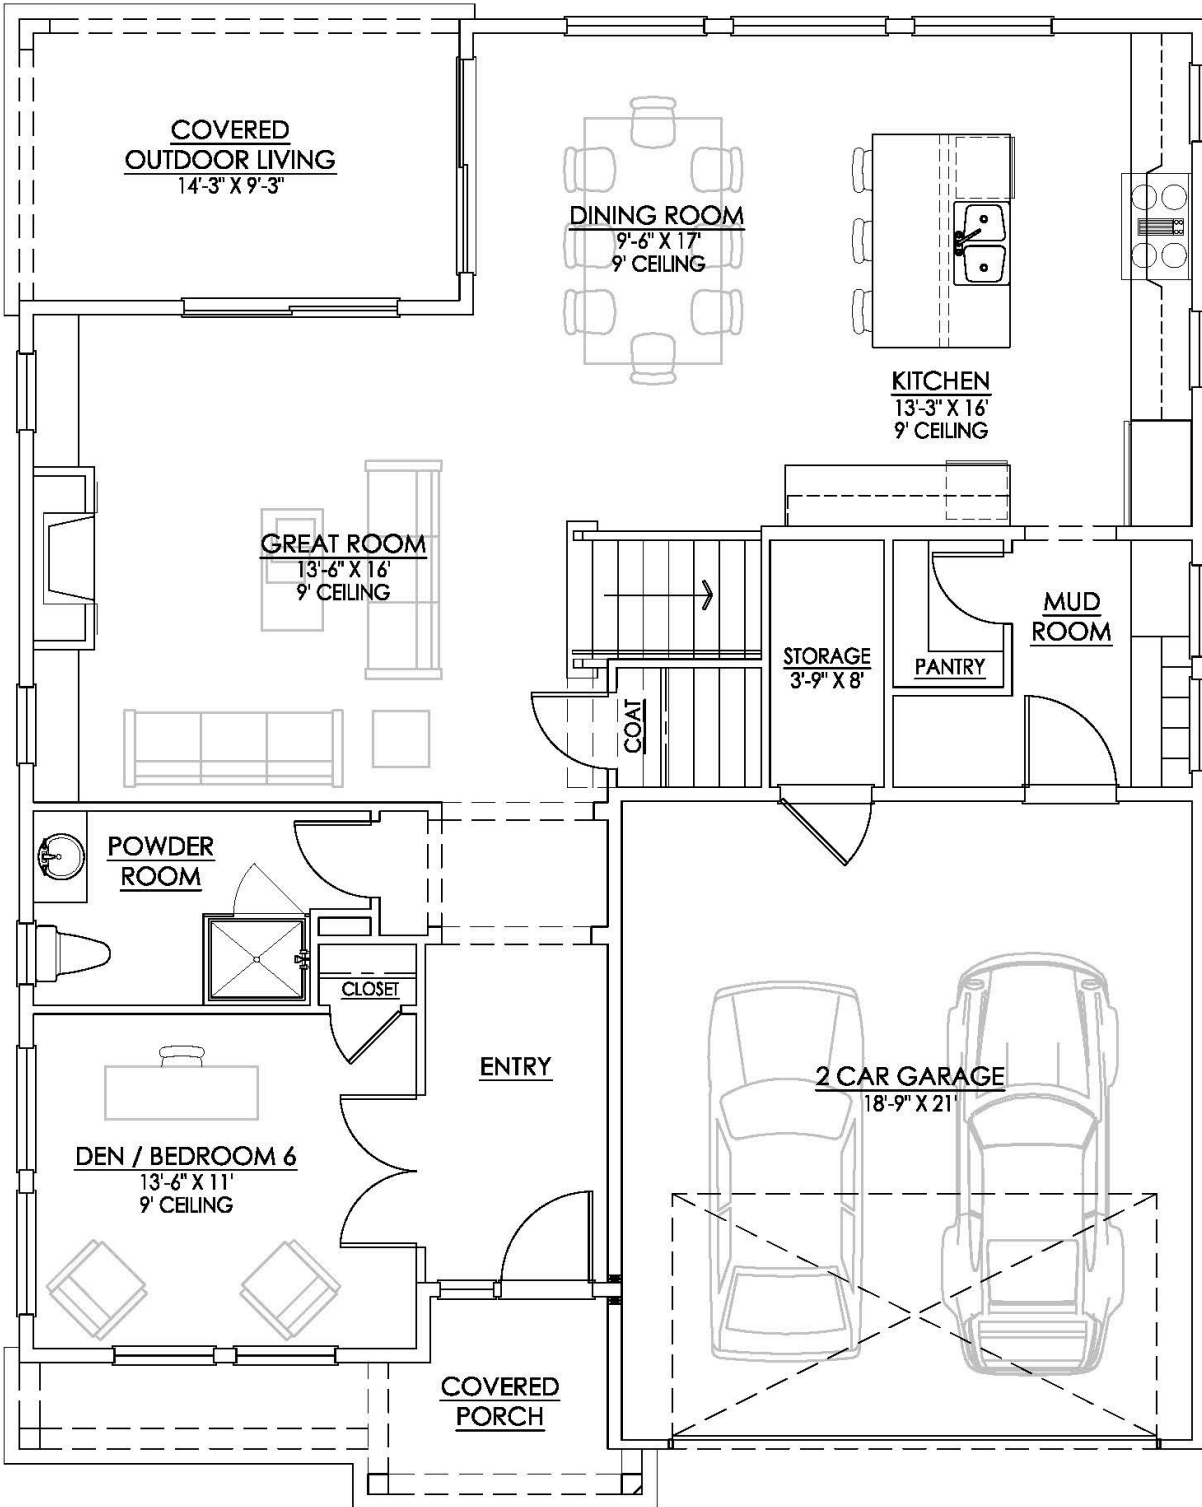 COVERED
OUTDOOR LIVING
14'-3" X 9'-3"
DINING ROOM
9'-6" X 17'
9' CEILING
KITCHEN
13'-3" X 16'
9' CEILING
GREAT ROOM
13'-6" X 16'
9' CEILING
MUD
ROOM
STORAGE
3'-9" X 8'
PANTRY
COAT
POWDER
ROOM
CLOSET
ENTRY
2 CAR GARAGE
18'-9" X 21'
DEN / BEDROOM 6
13'-6" X 11'
9' CEILING
COVERED
PORCH